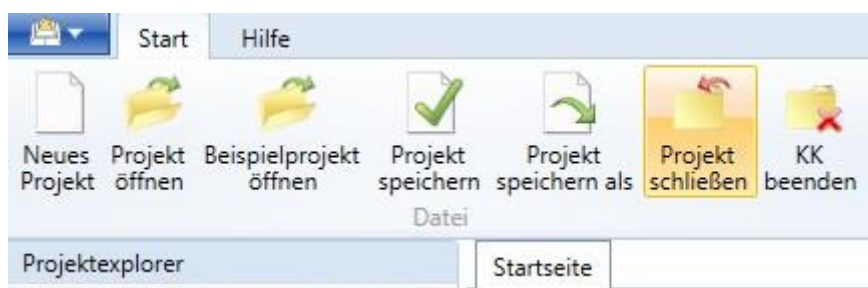 Start Hilfe
Neues Projekt Beispielprojekt Projekt Projekt Projekt KK
Projekt öffnen öffnen speichern speichern als schließen beenden
Datei
Projektexplorer Startseite